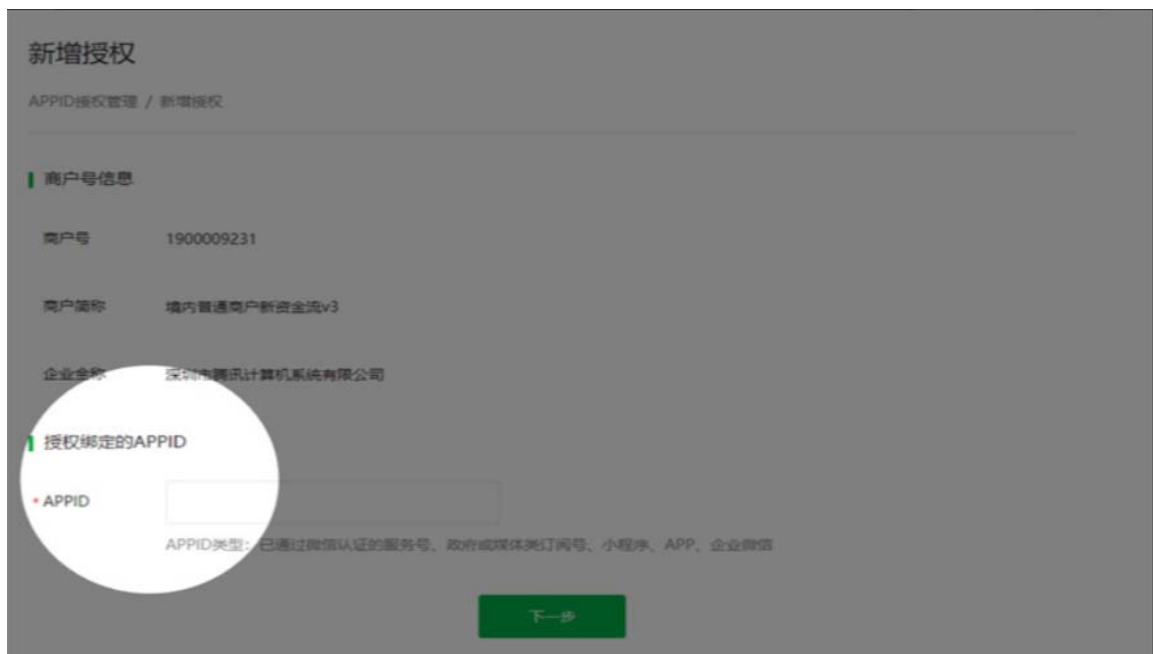 新增授权
APPID授权管理 / 新增授权
商户号信息
商户号 1900009231
商户简称 境内普通商户新资金流v3
企业全称 深圳市腾讯计算机系统有限公司
授权绑定的APPID
* APPID
APPID类型：已通过微信认证的服务号、政府或媒体类订阅号、小程序、APP、企业微信
下一步